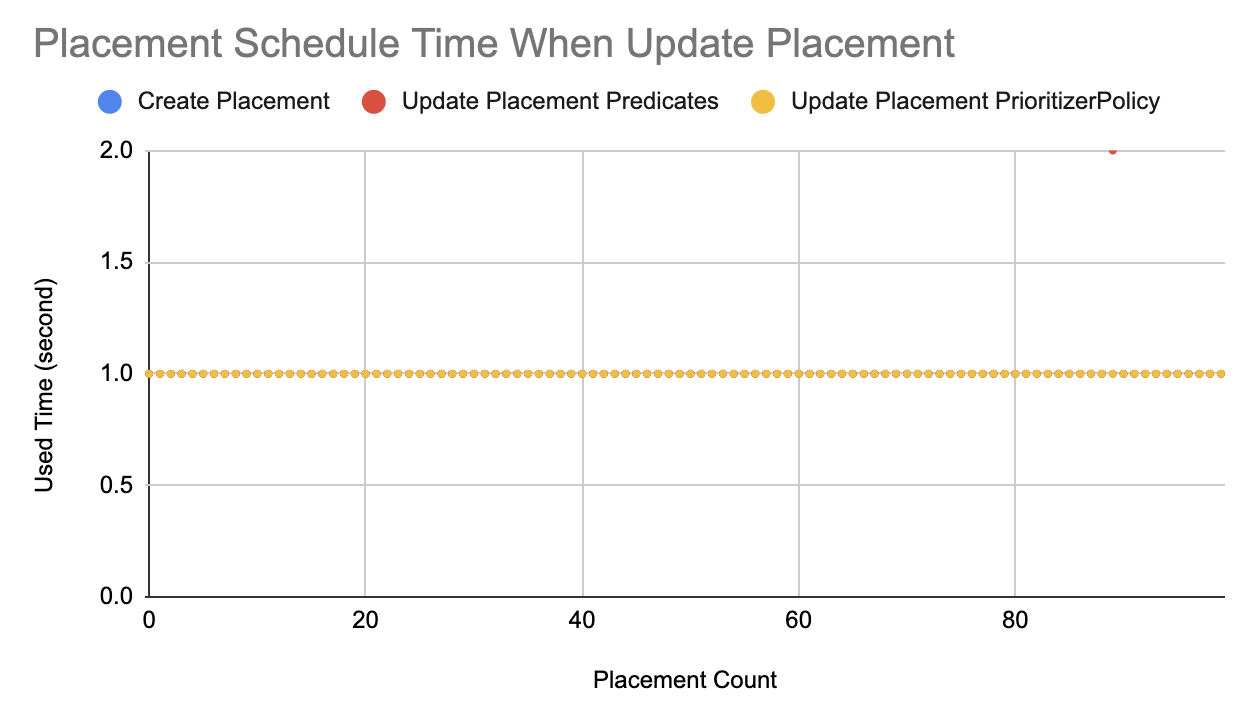 Placement Schedule Time When Update Placement
Create Placement Update Placement Predicates Update Placement PrioritizerPolicy
2.0
1.5
1.0
0.5
0.0
Used Time (second)
0 20 40 60 80
Placement Count